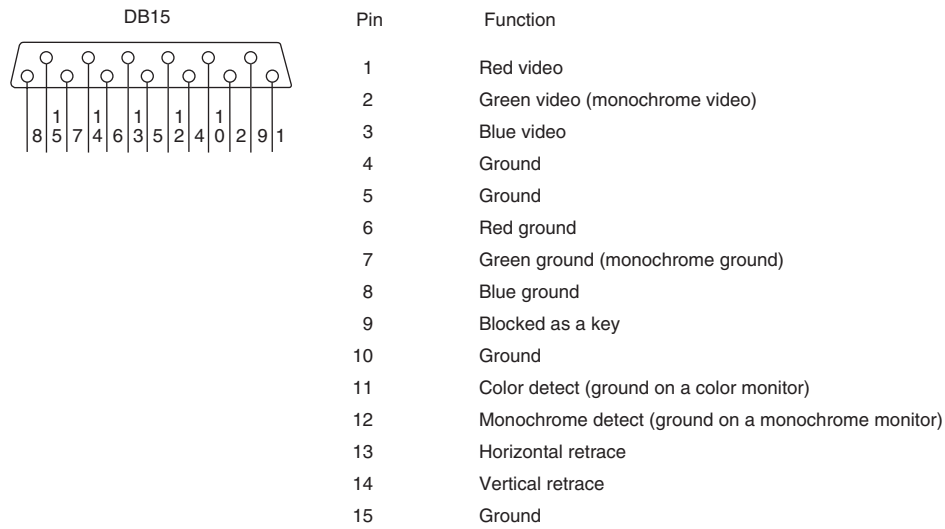 DB15
1 1 1 1 1
8 5 7 4 6 3 5 2 4 0 2 9 1
Pin Function
1 Red video
2 Green video (monochrome video)
3 Blue video
4 Ground
5 Ground
6 Red ground
7 Green ground (monochrome ground)
8 Blue ground
9 Blocked as a key
10 Ground
11 Color detect (ground on a color monitor)
12 Monochrome detect (ground on a monochrome monitor)
13 Horizontal retrace
14 Vertical retrace
15 Ground